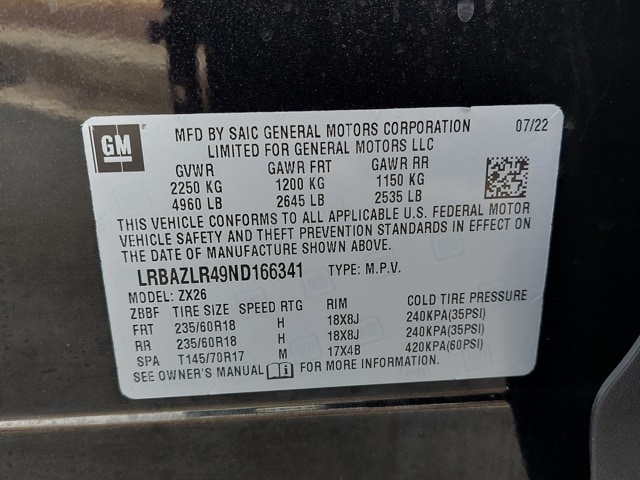 GM
MFD BY SAIC GENERAL MOTORS CORPORATION 07/22
LIMITED FOR GENERAL MOTORS LLC
GVWR GAWR FRT GAWR RR
2250 KG 1200 KG 1150 KG
4960 LB 2645 LB 2535 LB
THIS VEHICLE CONFORMS TO ALL APPLICABLE U.S. FEDERAL MOTOR
VEHICLE SAFETY AND THEFT PREVENTION STANDARDS IN EFFECT ON
THE DATE OF MANUFACTURE SHOWN ABOVE.
LRBAZLR49ND166341 TYPE: M.P.V.
MODEL: ZX26
ZBBF TIRE SIZE SPEED RTG RIM COLD TIRE PRESSURE
FRT 235/60R18 H 18X8J 240KPA(35PSI)
RR 235/60R18 H 18X8J 240KPA(35PSI)
SPA T145/70R17 M 17X4B 420KPA(60PSI)
SEE OWNER'S MANUAL i FOR MORE INFORMATION.